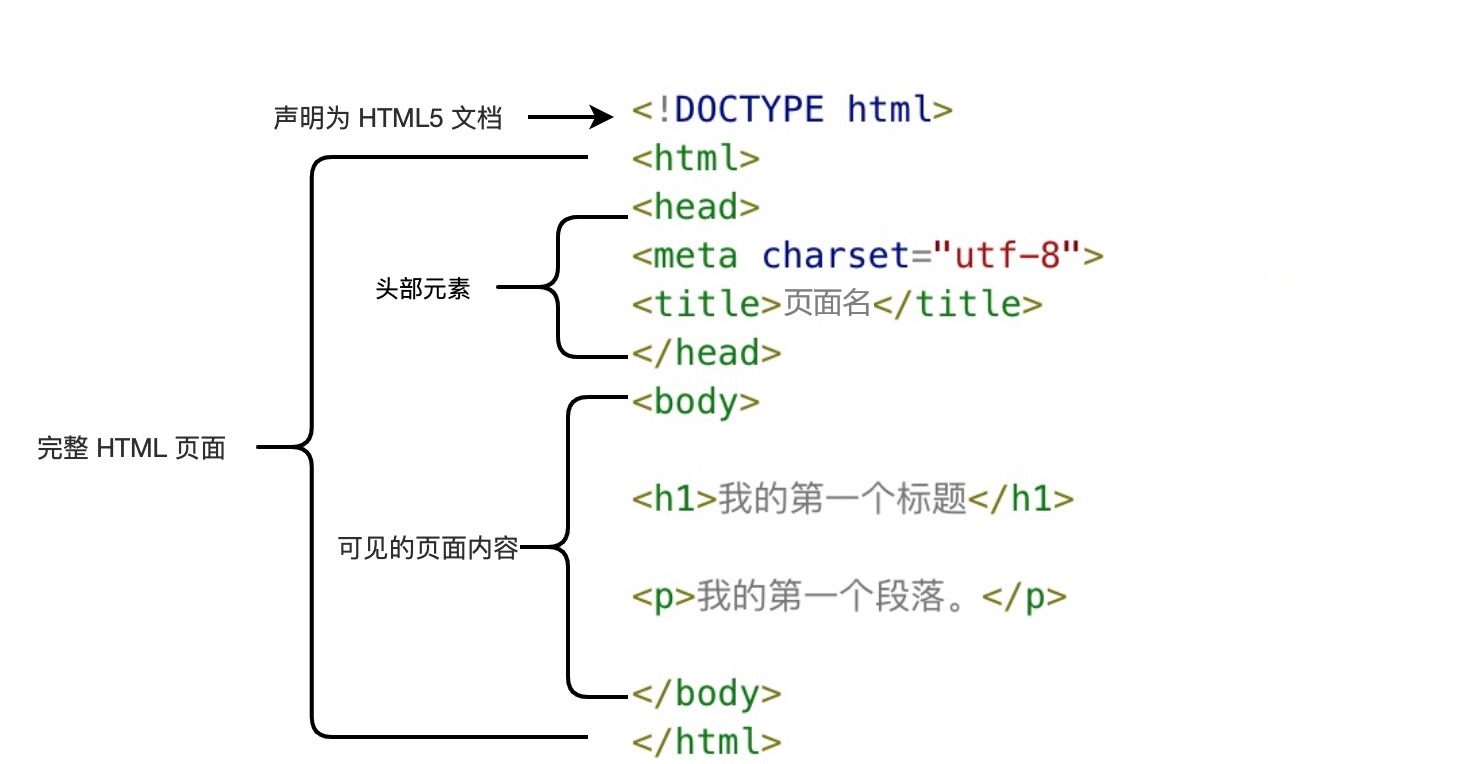 声明为 HTML5 文档
<!DOCTYPE html>
<html>
<head>
<meta charset="utf-8">
头部元素
<title>页面名</title>
</head>
<body>
完整 HTML 页面
<h1>我的第一个标题</h1>
可见的页面内容
<p>我的第一个段落。</p>
</body>
</html>